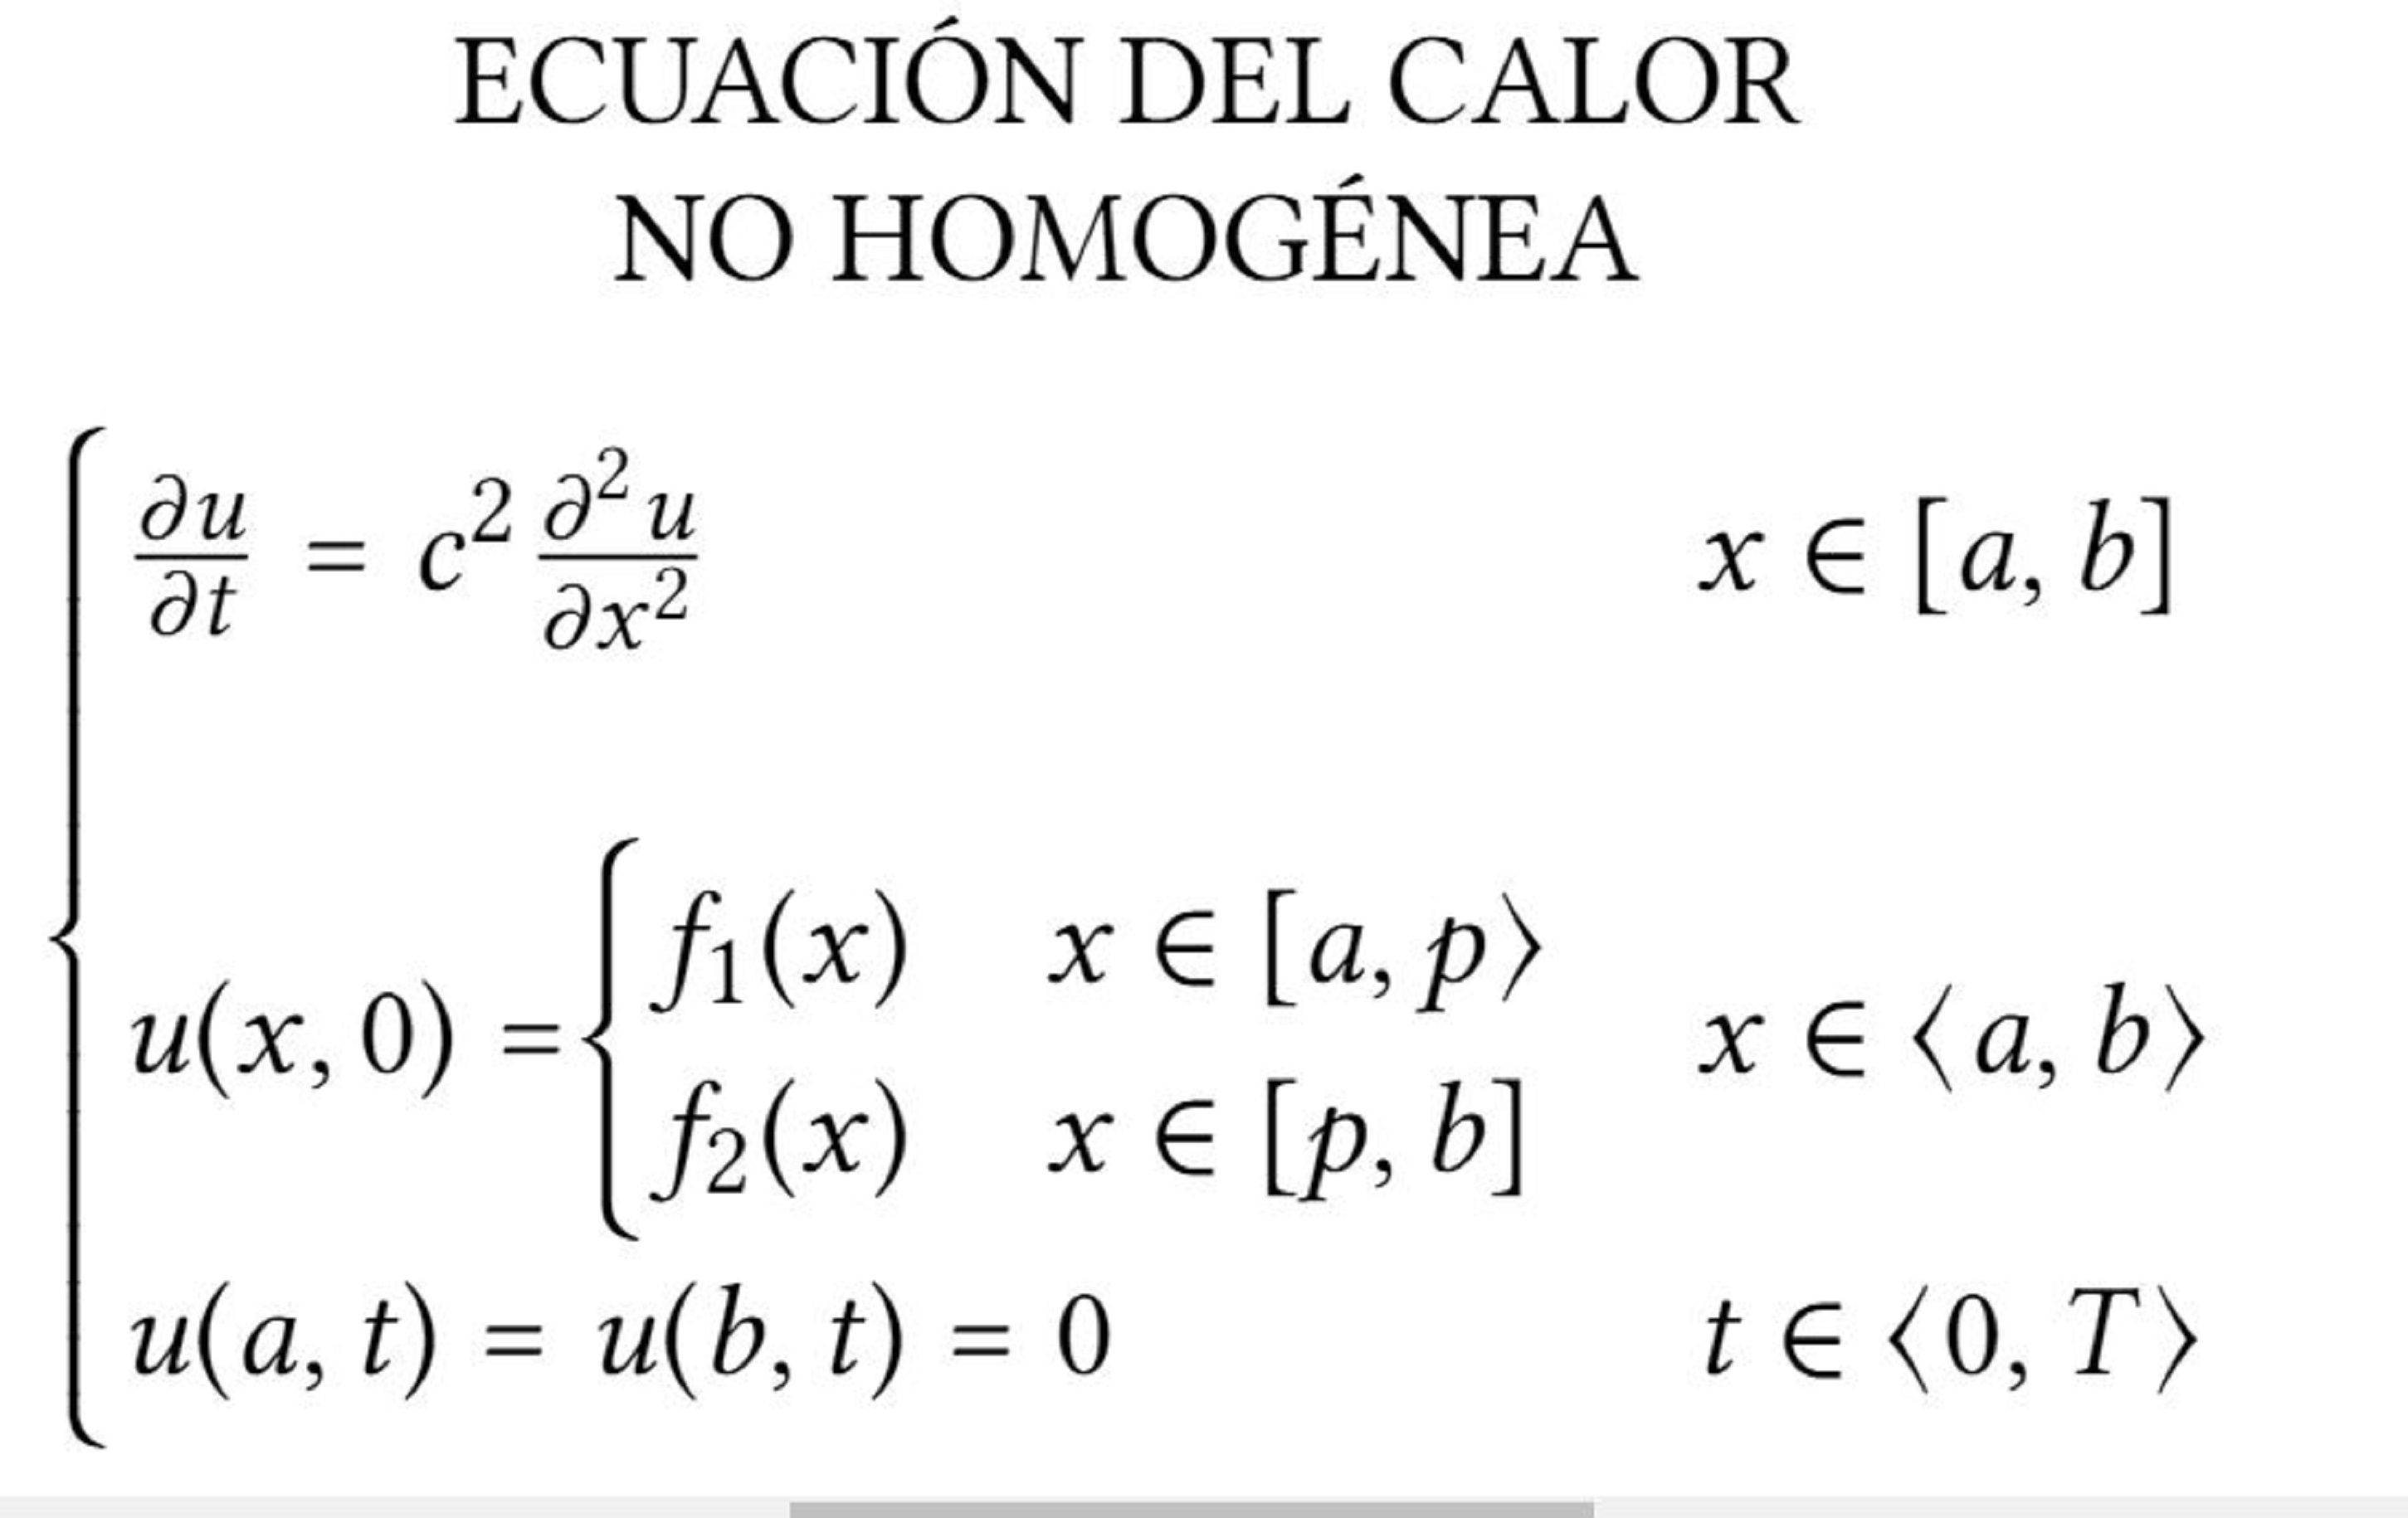 ECUACIÓN DEL CALOR
NO HOMOGÉNEA
∂u/∂t = c² ∂²u/∂x² x ∈ [a, b]
u(x, 0) = { f₁(x) x ∈ [a, p⟩
f₂(x) x ∈ [p, b] x ∈ ⟨a, b⟩
u(a, t) = u(b, t) = 0 t ∈ ⟨0, T⟩